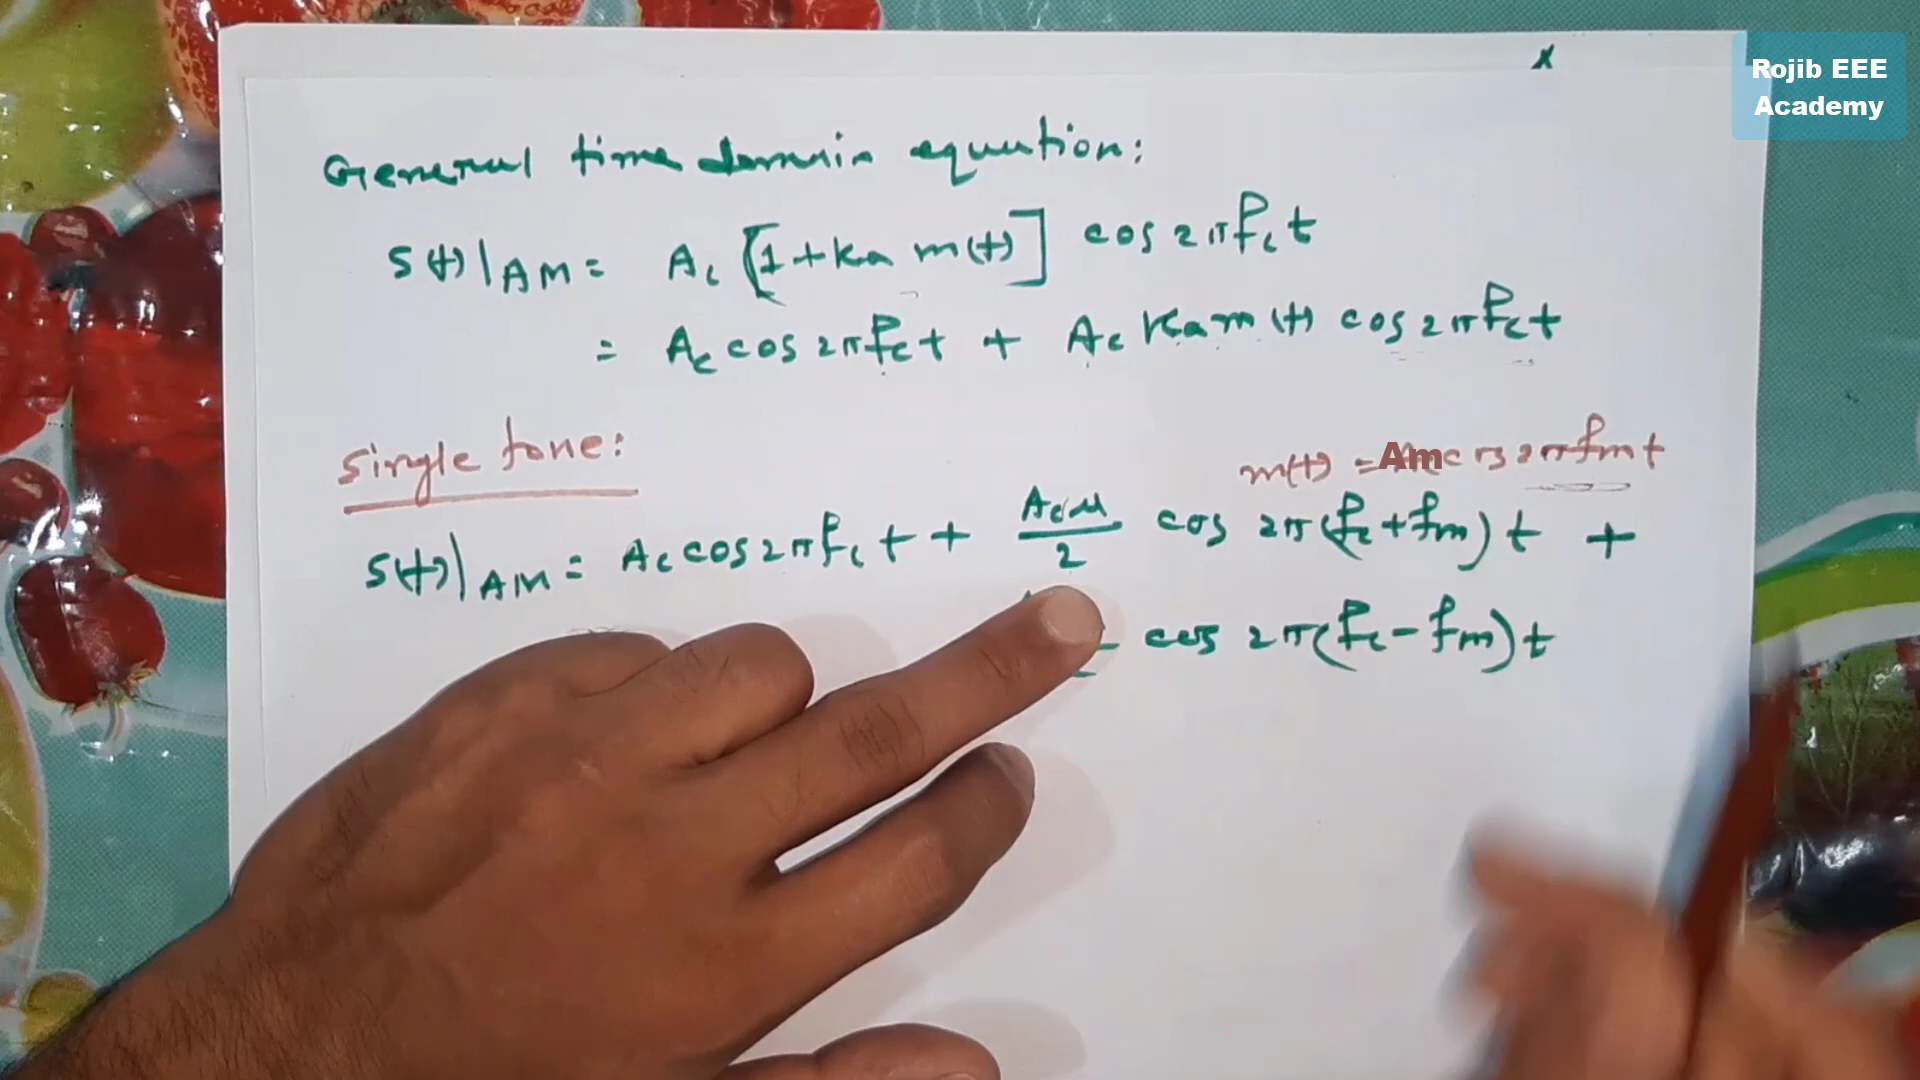 x
Rojib EEE
Academy
General time domain equation:
s(t)|AM = Ac [1+Ka m(t)] cos 2πfct
= Ac cos 2πfct + Ac Ka m(t) cos 2πfct
single tone:
m(t) = Am cos 2πfmt
s(t)|AM = Ac cos 2πfct + Acμ/2 cos 2π(fc+fm)t +
cos 2π(fc-fm)t